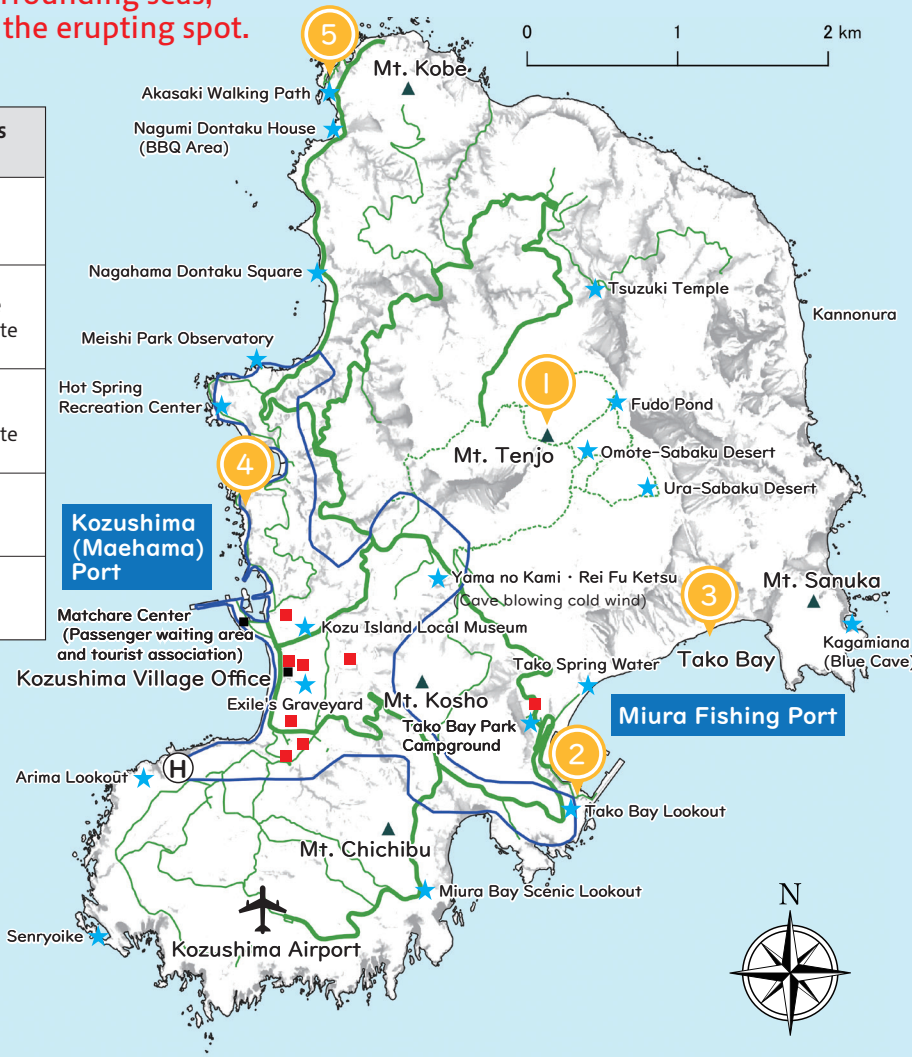 rounding seas,
the erupting spot.
s
te
te
0
1
2 km
5
Mt. Kobe
Akasaki Walking Path
Nagumi Dontaku House
(BBQ Area)
Nagahama Dontaku Square
Tsuzuki Temple
Kannonura
Meishi Park Observatory
Hot Spring
Recreation Center
1
Fudo Pond
Mt. Tenjo
Omote-Sabaku Desert
Ura-Sabaku Desert
4
Kozushima
(Maehama)
Port
Yama no Kami・Rei Fu Ketsu
(Cave blowing cold wind)
3
Mt. Sanuka
Matchare Center
(Passenger waiting area
and tourist association)
Kozu Island Local Museum
Kagamiana
(Blue Cave)
Tako Bay
Tako Spring Water
Kozushima Village Office
Exile's Graveyard
Mt. Kosho
Miura Fishing Port
Tako Bay Park
Campground
2
H
Arima Lookout
Tako Bay Lookout
Mt. Chichibu
Miura Bay Scenic Lookout
Senryoike
Kozushima Airport
N